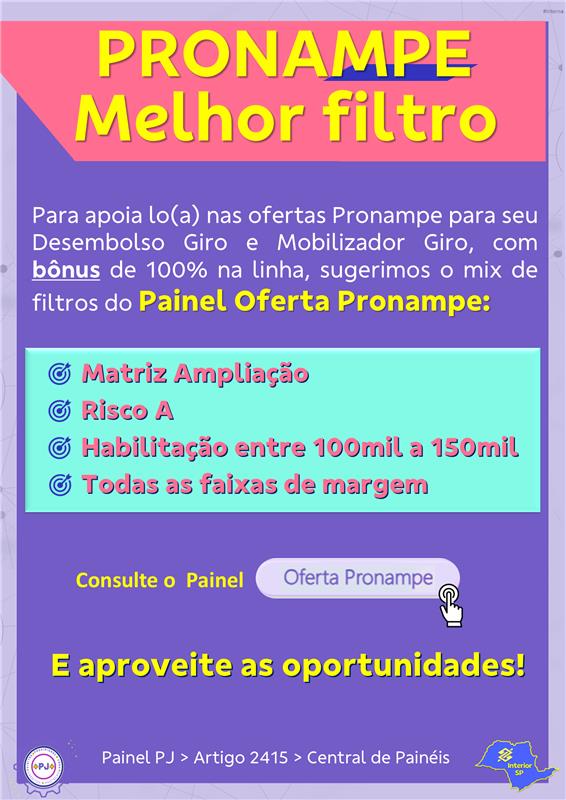 #interna
PRONAMPE
Melhor filtro
Para apoia lo(a) nas ofertas Pronampe para seu
Desembolso Giro e Mobilizador Giro, com
bônus de 100% na linha, sugerimos o mix de
filtros do Painel Oferta Pronampe:
Matriz Ampliação
Risco A
Habilitação entre 100mil a 150mil
Todas as faixas de margem
Consulte o Painel Oferta Pronampe
E aproveite as oportunidades!
PJ
Painel PJ > Artigo 2415 > Central de Painéis
Interior
SP